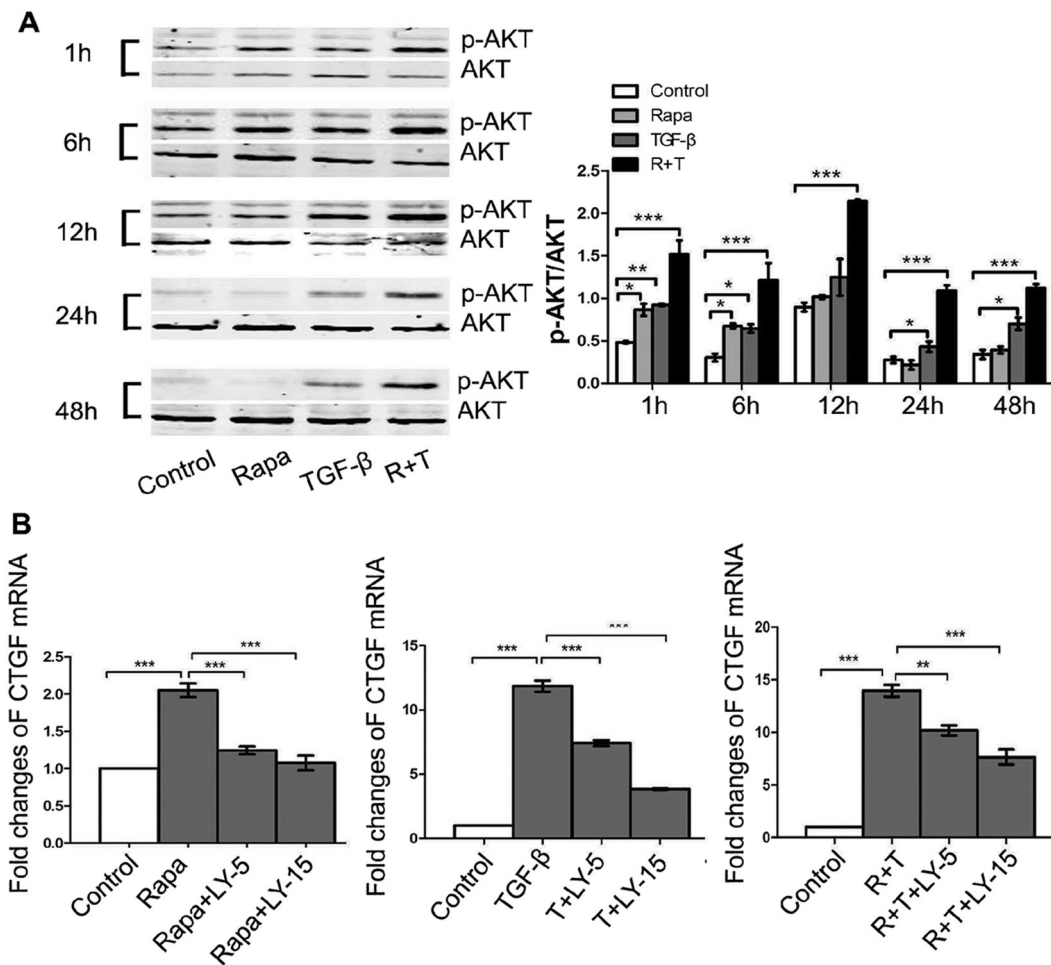 A
1h
p-AKT
AKT
6h
p-AKT
AKT
12h
p-AKT
AKT
24h
p-AKT
AKT
48h
p-AKT
AKT
Control Rapa TGF-β R+T
Control
Rapa
TGF-β
R+T
p-AKT/AKT
2.5
2.0
1.5
1.0
0.5
0.0
*** *** *** *** ***
** * * *
* *
1h 6h 12h 24h 48h
B
Fold changes oF CTGF mRNA
2.5
2.0
1.5
1.0
0.5
0.0
***
*** ***
Control Rapa Rapa+LY-5 Rapa+LY-15
Fold changes oF CTGF mRNA
15
10
5
0
***
*** ***
Control TGF-β T+LY-5 T+LY-15
Fold changes oF CTGF mRNA
20
15
10
5
0
***
*** **
Control R+T R+T+LY-5 R+T+LY-15